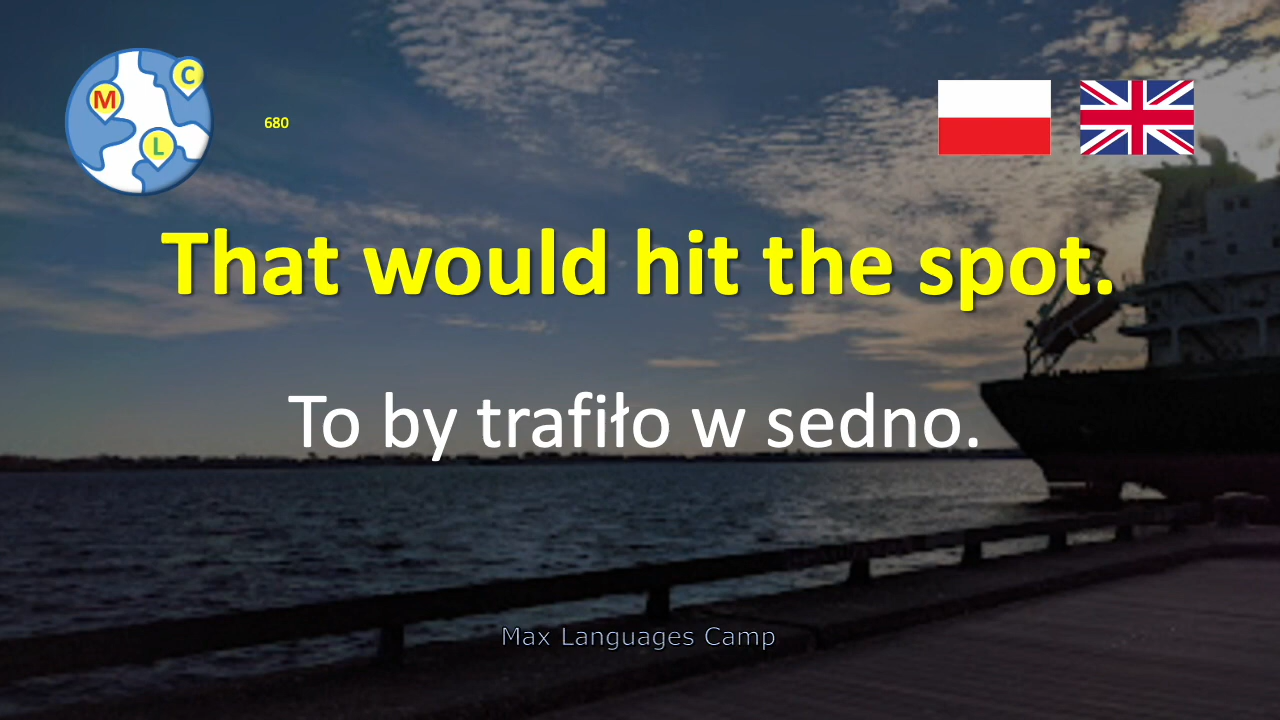 M
C
L
680
That would hit the spot.
To by trafiło w sedno.
Max Languages Camp